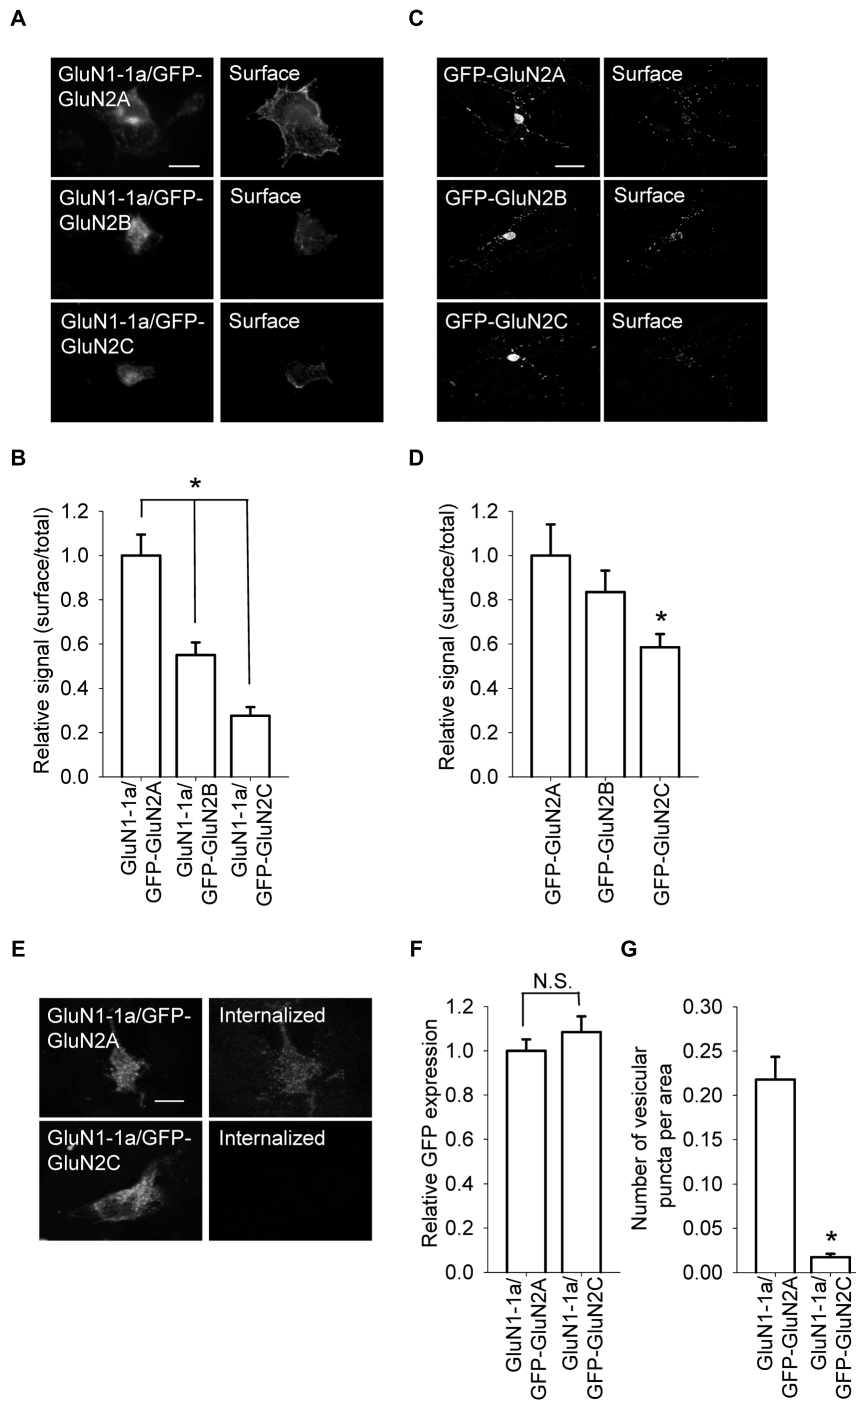 A
GluN1-1a/GFP-
GluN2A
Surface
GluN1-1a/GFP-
GluN2B
Surface
GluN1-1a/GFP-
GluN2C
Surface
C
GFP-GluN2A
Surface
GFP-GluN2B
Surface
GFP-GluN2C
Surface
B
*
Relative signal (surface/total)
1.2
1.0
0.8
0.6
0.4
0.2
0.0
GluN1-1a/
GFP-GluN2A
GluN1-1a/
GFP-GluN2B
GluN1-1a/
GFP-GluN2C
D
Relative signal (surface/total)
1.2
1.0
0.8
0.6
0.4
0.2
0.0
*
GFP-GluN2A
GFP-GluN2B
GFP-GluN2C
E
GluN1-1a/GFP-
GluN2A
Internalized
GluN1-1a/GFP-
GluN2C
Internalized
F
N.S.
Relative GFP expression
1.2
1.0
0.8
0.6
0.4
0.2
0.0
GluN1-1a/
GFP-GluN2A
GluN1-1a/
GFP-GluN2C
G
Number of vesicular
puncta per area
0.30
0.25
0.20
0.15
0.10
0.05
0.00
*
GluN1-1a/
GFP-GluN2A
GluN1-1a/
GFP-GluN2C